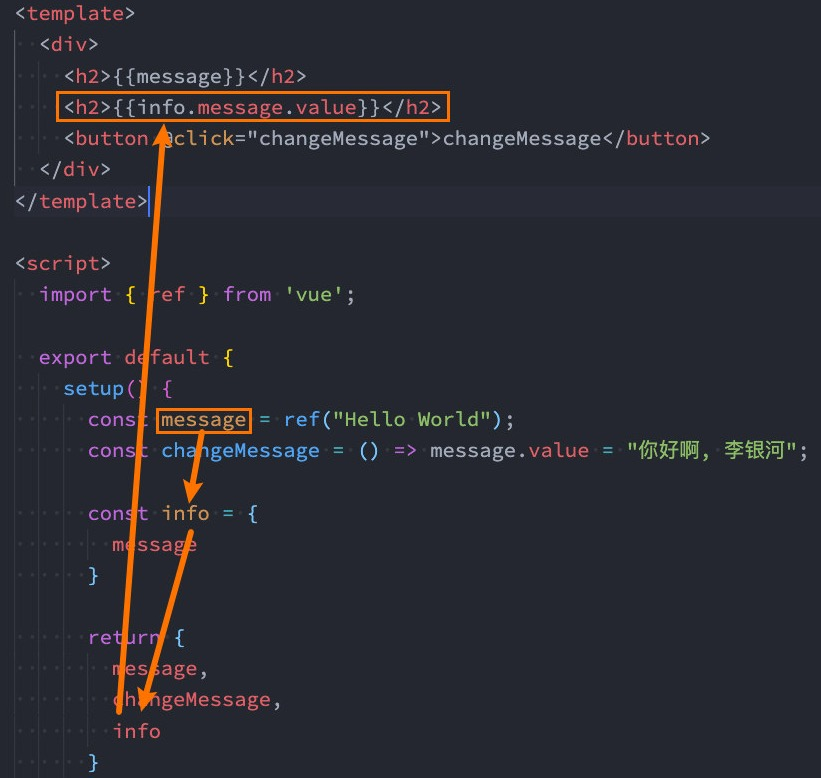 <template>
<div>
<h2>{{message}}</h2>
<h2>{{info.message.value}}</h2>
<button @click="changeMessage">changeMessage</button>
</div>
</template>
<script>
import { ref } from 'vue';
export default {
setup() {
const message = ref("Hello World");
const changeMessage = () => message.value = "你好啊, 李银河";
const info = {
message
}
return {
message,
changeMessage,
info
}